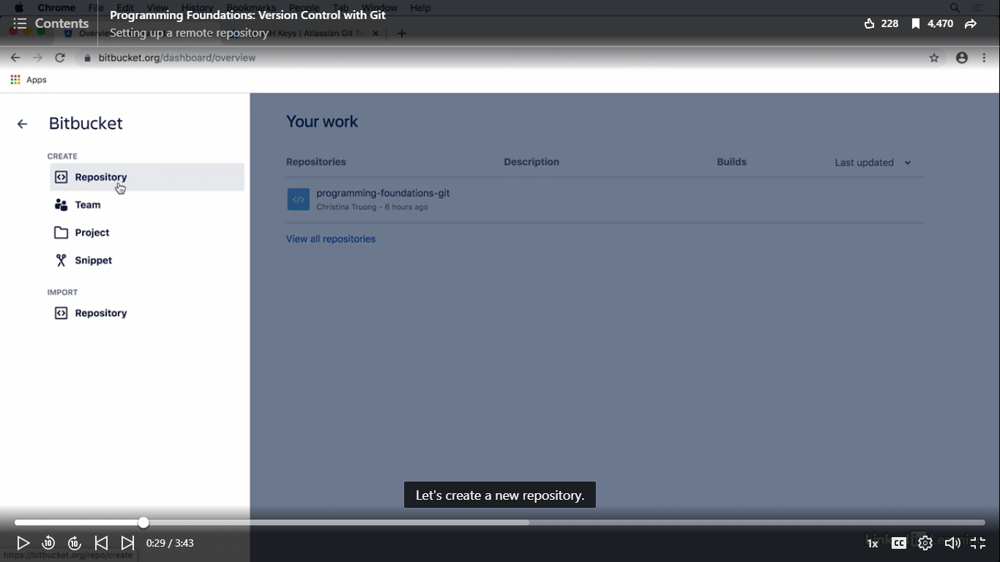 Chrome File Edit View History Bookmarks People Tab Window Help
Contents
Programming Foundations: Version Control with Git
Setting up a remote repository
228
4,470
Keys | Atlassian Git Tu
bitbucket.org/dashboard/overview
Apps
Bitbucket
CREATE
Repository
Team
Project
Snippet
IMPORT
Repository
Your work
Repositories Description Builds Last updated
programming-foundations-git
Christina Truong - 6 hours ago
View all repositories
Let's create a new repository.
0:29 / 3:43
1x
CC
https://bitbucket.org/repo/create